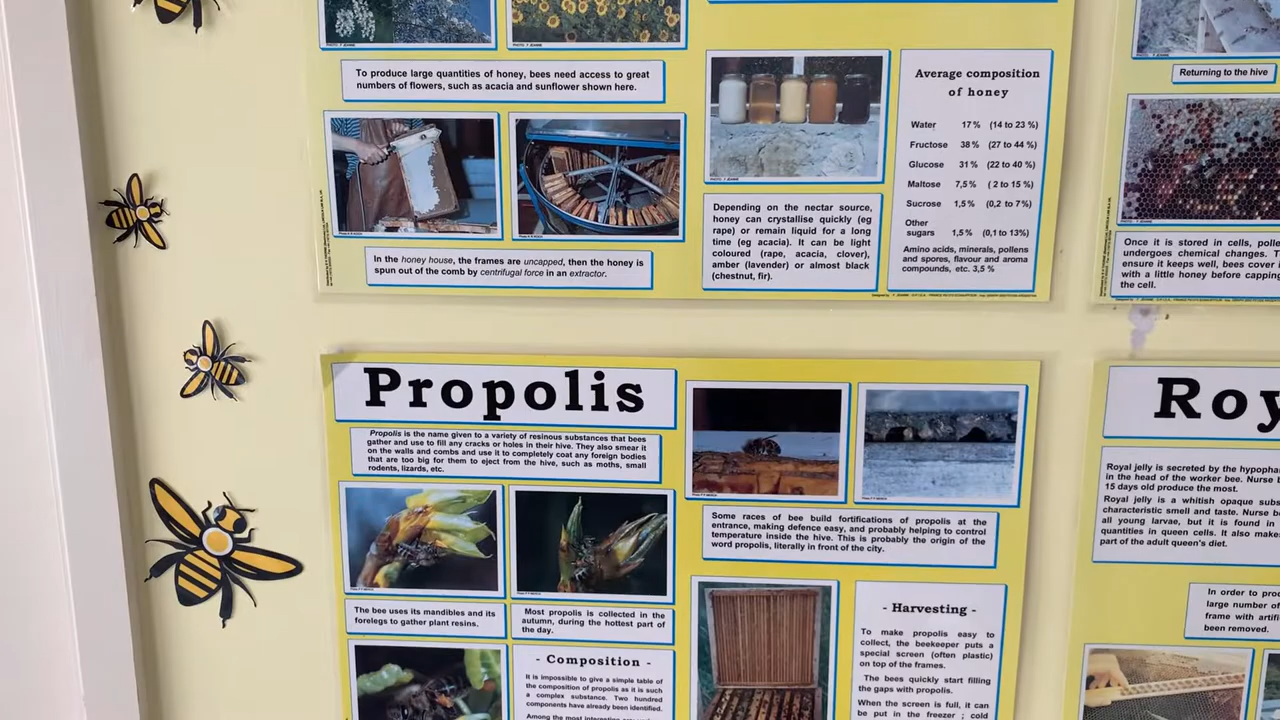 To produce large quantities of honey, bees need access to great
numbers of flowers, such as acacia and sunflower shown here.
In the honey house, the frames are uncapped, then the honey is
spun out of the comb by centrifugal force in an extractor.
Depending on the nectar source,
honey can crystallise quickly (eg
rape) or remain liquid for a long
time (eg acacia). It can be light
coloured (rape, acacia, clover),
amber (lavender) or almost black
(chestnut, fir).
Average composition
of honey
Water 17 % (14 to 23 %)
Fructose 38 % (27 to 44 %)
Glucose 31 % (22 to 40 %)
Maltose 7,5 % ( 2 to 15 %)
Sucrose 1,5 % (0,2 to 7%)
Other
sugars 1,5 % (0,1 to 13%)
Amino acids, minerals, pollens
and spores, flavour and aroma
compounds, etc. 3,5 %
Returning to the hive
Once it is stored in cells, polle
undergoes chemical changes. T
ensure it keeps well, bees cover i
with a little honey before capping
the cell.
Propolis
Propolis is the name given to a variety of resinous substances that bees
gather and use to fill any cracks or holes in their hive. They also smear it
on the walls and combs and use it to completely coat any foreign bodies
that are too big for them to eject from the hive, such as moths, small
rodents, lizards, etc.
The bee uses its mandibles and its
forelegs to gather plant resins.
Most propolis is collected in the
autumn, during the hottest part of
the day.
- Composition -
It is impossible to give a simple table of
the composition of propolis as it is such
a complex substance. Two hundred
components have already been identified.
Among the most interesting
Some races of bee build fortifications of propolis at the
entrance, making defence easy, and probably helping to control
temperature inside the hive. This is probably the origin of the
word propolis, literally in front of the city.
- Harvesting -
To make propolis easy to
collect, the beekeeper puts a
special screen (often plastic)
on top of the frames.
The bees quickly start filling
the gaps with propolis.
When the screen is full, it can
be put in the freezer ; cold
Roy
Royal jelly is secreted by the hypopha
in the head of the worker bee. Nurse b
15 days old produce the most.
Royal jelly is a whitish opaque subs
characteristic smell and taste. Nurse b
all young larvae, but it is found in
quantities in queen cells. It also makes
part of the adult queen's diet.
In order to prod
large number of
frame with artifi
been removed.